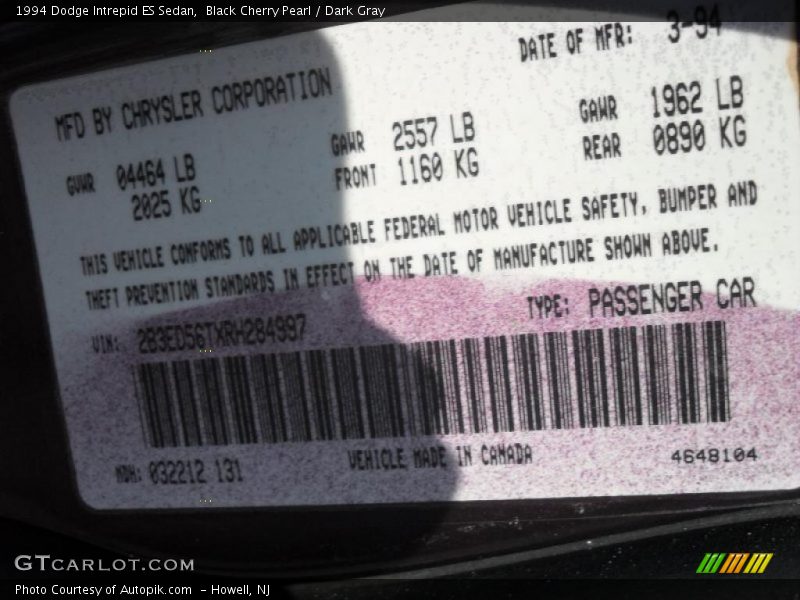 1994 Dodge Intrepid ES Sedan, Black Cherry Pearl / Dark Gray
DATE OF MFR: 3-94
MFD BY CHRYSLER CORPORATION
GVWR 04464 LB GAWR 2557 LB GAWR 1962 LB
2025 KG FRONT 1160 KG REAR 0890 KG
THIS VEHICLE CONFORMS TO ALL APPLICABLE FEDERAL MOTOR VEHICLE SAFETY, BUMPER AND
THEFT PREVENTION STANDARDS IN EFFECT ON THE DATE OF MANUFACTURE SHOWN ABOVE.
VIN: 2B3ED56TXRH284997 TYPE: PASSENGER CAR
MDH: 032212 131 VEHICLE MADE IN CANADA 4648104
GTCARLOT.COM
Photo Courtesy of Autopik.com - Howell, NJ